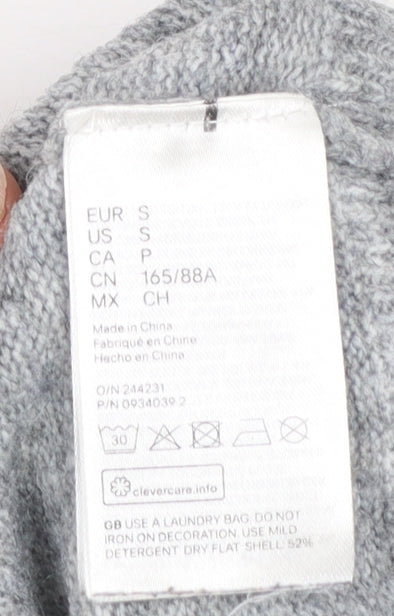 EUR S
US S
CA P
CN 165/88A
MX CH
Made in China
Fabriqué en Chine
Hecho en China
O/N 244231
P/N 0934039 2
30
clevercare.info
GB USE A LAUNDRY BAG. DO NOT
IRON ON DECORATION. USE MILD
DETERGENT. DRY FLAT. SHELL: 52%